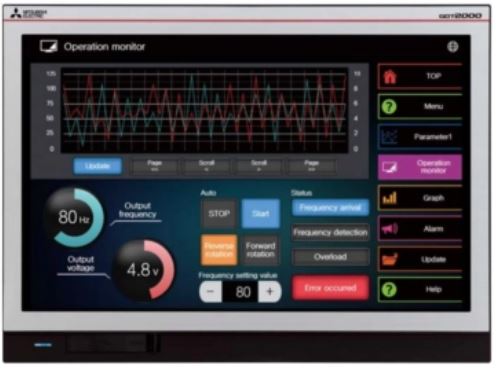 MITSUBISHI
ELECTRIC
GOT2000
Operation monitor
125
100
75
50
25
0
10
8
6
4
2
0
Update
Page
<<
Scroll
<
Scroll
>
Page
>>
TOP
Menu
Parameter1
Operation
monitor
Graph
Alarm
Update
Help
80 Hz
Output
frequency
Output
voltage
4.8 v
Auto
STOP
Start
Reverse
rotation
Forward
rotation
Frequency setting value
− 80 +
Status
Frequency arrival
Frequency detection
Overload
Error occurred